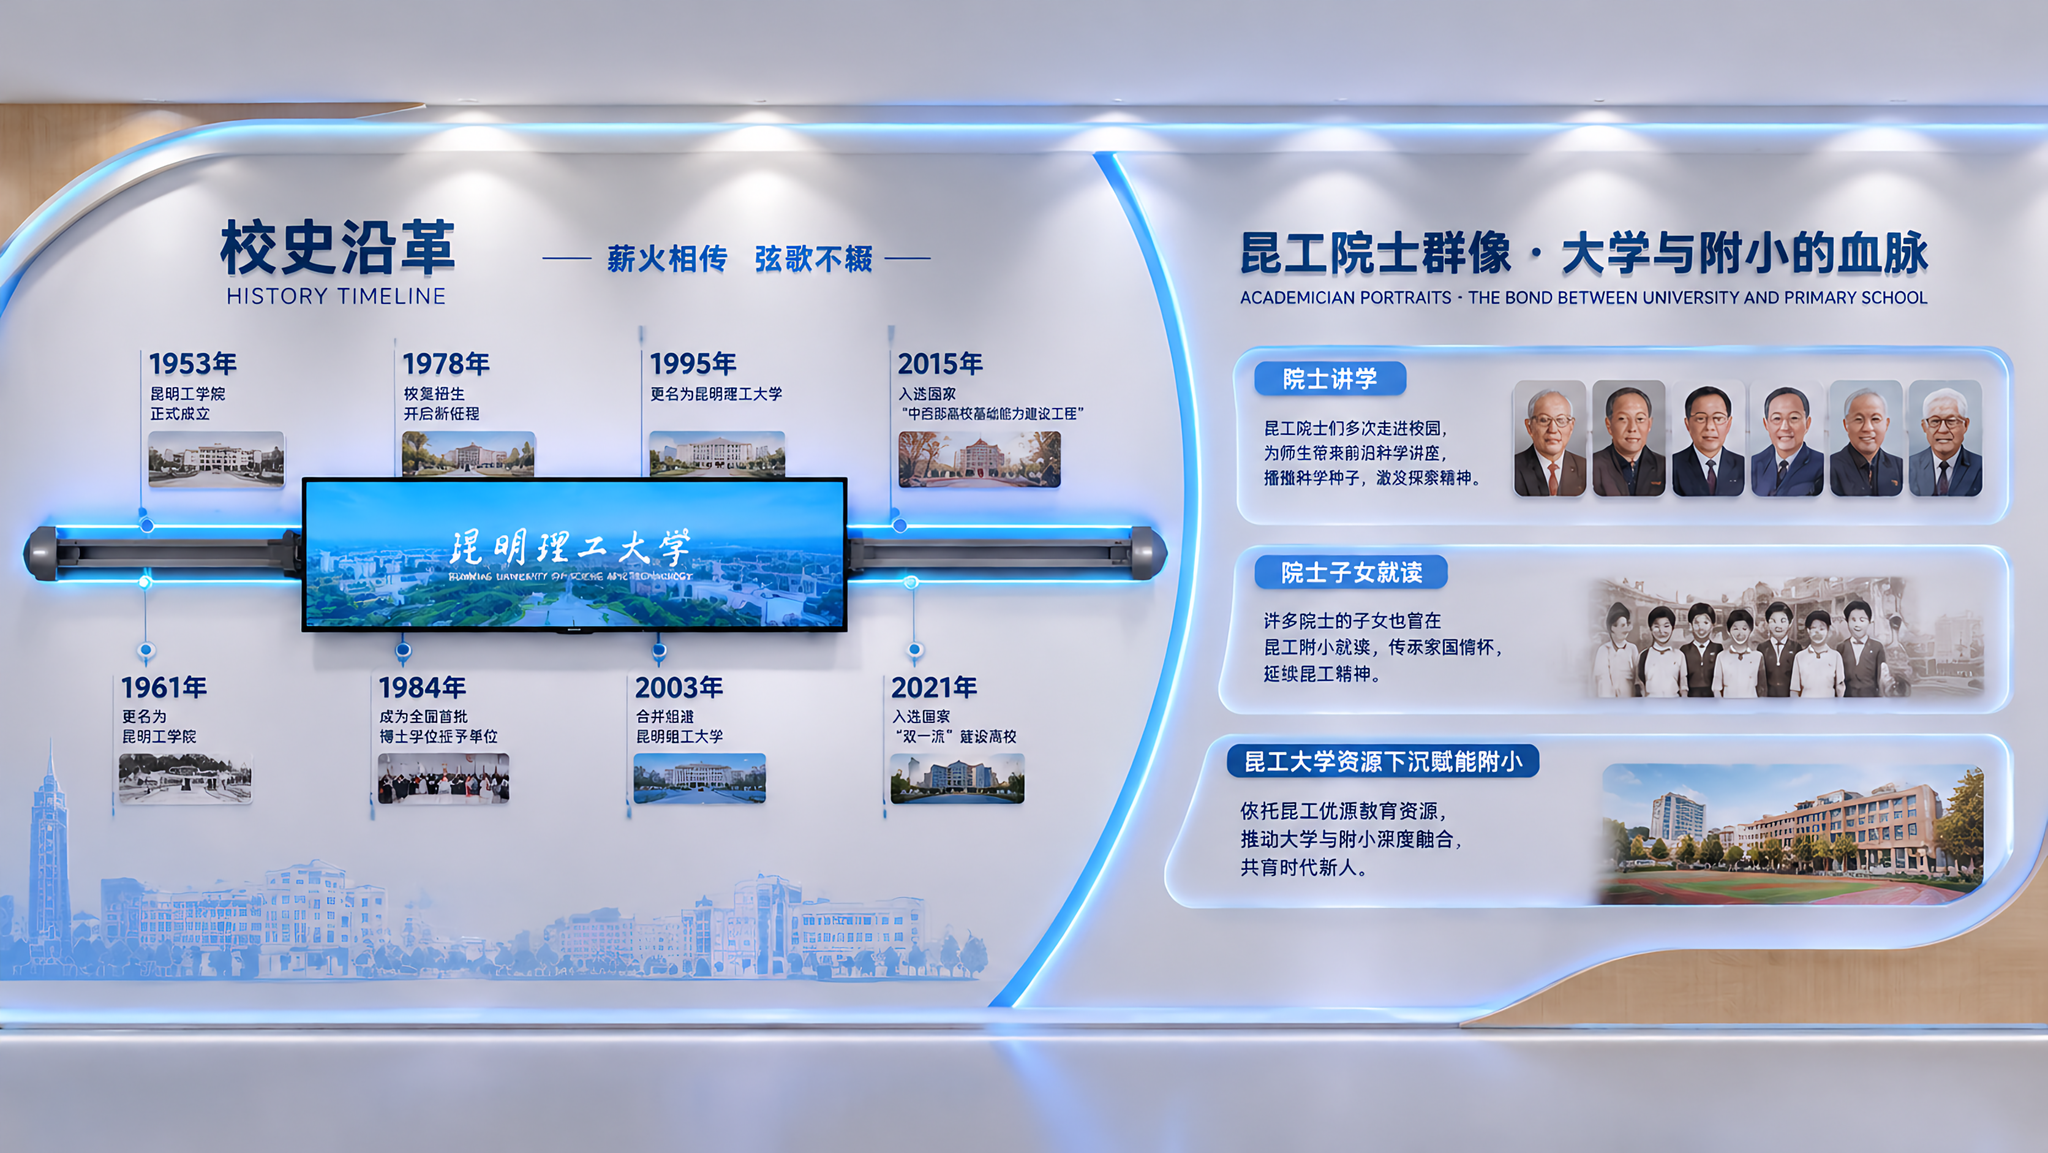 校史沿革
HISTORY TIMELINE
薪火相传 弦歌不辍
1953年
昆明工学院
正式成立
1978年
恢复招生
开启新征程
1995年
更名为昆明理工大学
2015年
入选国家
“中西部高校基础能力建设工程”
昆明理工大学
1961年
更名为
昆明工学院
1984年
成为全国首批
博士学位授予单位
2003年
合并组建
昆明理工大学
2021年
入选国家
“双一流”建设高校
昆工院士群像·大学与附小的血脉
ACADEMICIAN PORTRAITS · THE BOND BETWEEN UNIVERSITY AND PRIMARY SCHOOL
院士讲学
昆工院士们多次走进校园，
为师生带来前沿科学讲座，
播撒科学种子，激发探索精神。
院士子女就读
许多院士的子女也曾在
昆工附小就读，传承家国情怀，
延续昆工精神。
昆工大学资源下沉赋能附小
依托昆工优源教育资源，
推动大学与附小深度融合，
共育时代新人。